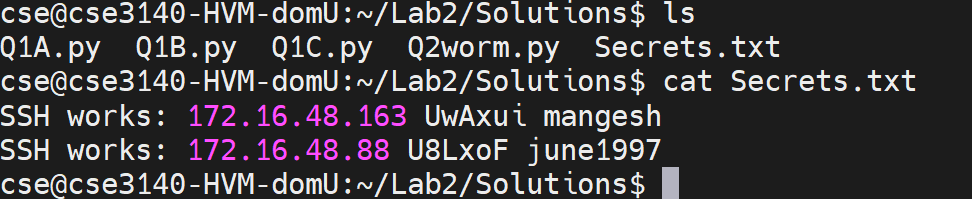 cse@cse3140-HVM-domU:~/Lab2/Solutions$ ls
Q1A.py  Q1B.py  Q1C.py  Q2worm.py  Secrets.txt
cse@cse3140-HVM-domU:~/Lab2/Solutions$ cat Secrets.txt
SSH works: 172.16.48.163 UwAxui mangesh
SSH works: 172.16.48.88 U8LxoF june1997
cse@cse3140-HVM-domU:~/Lab2/Solutions$